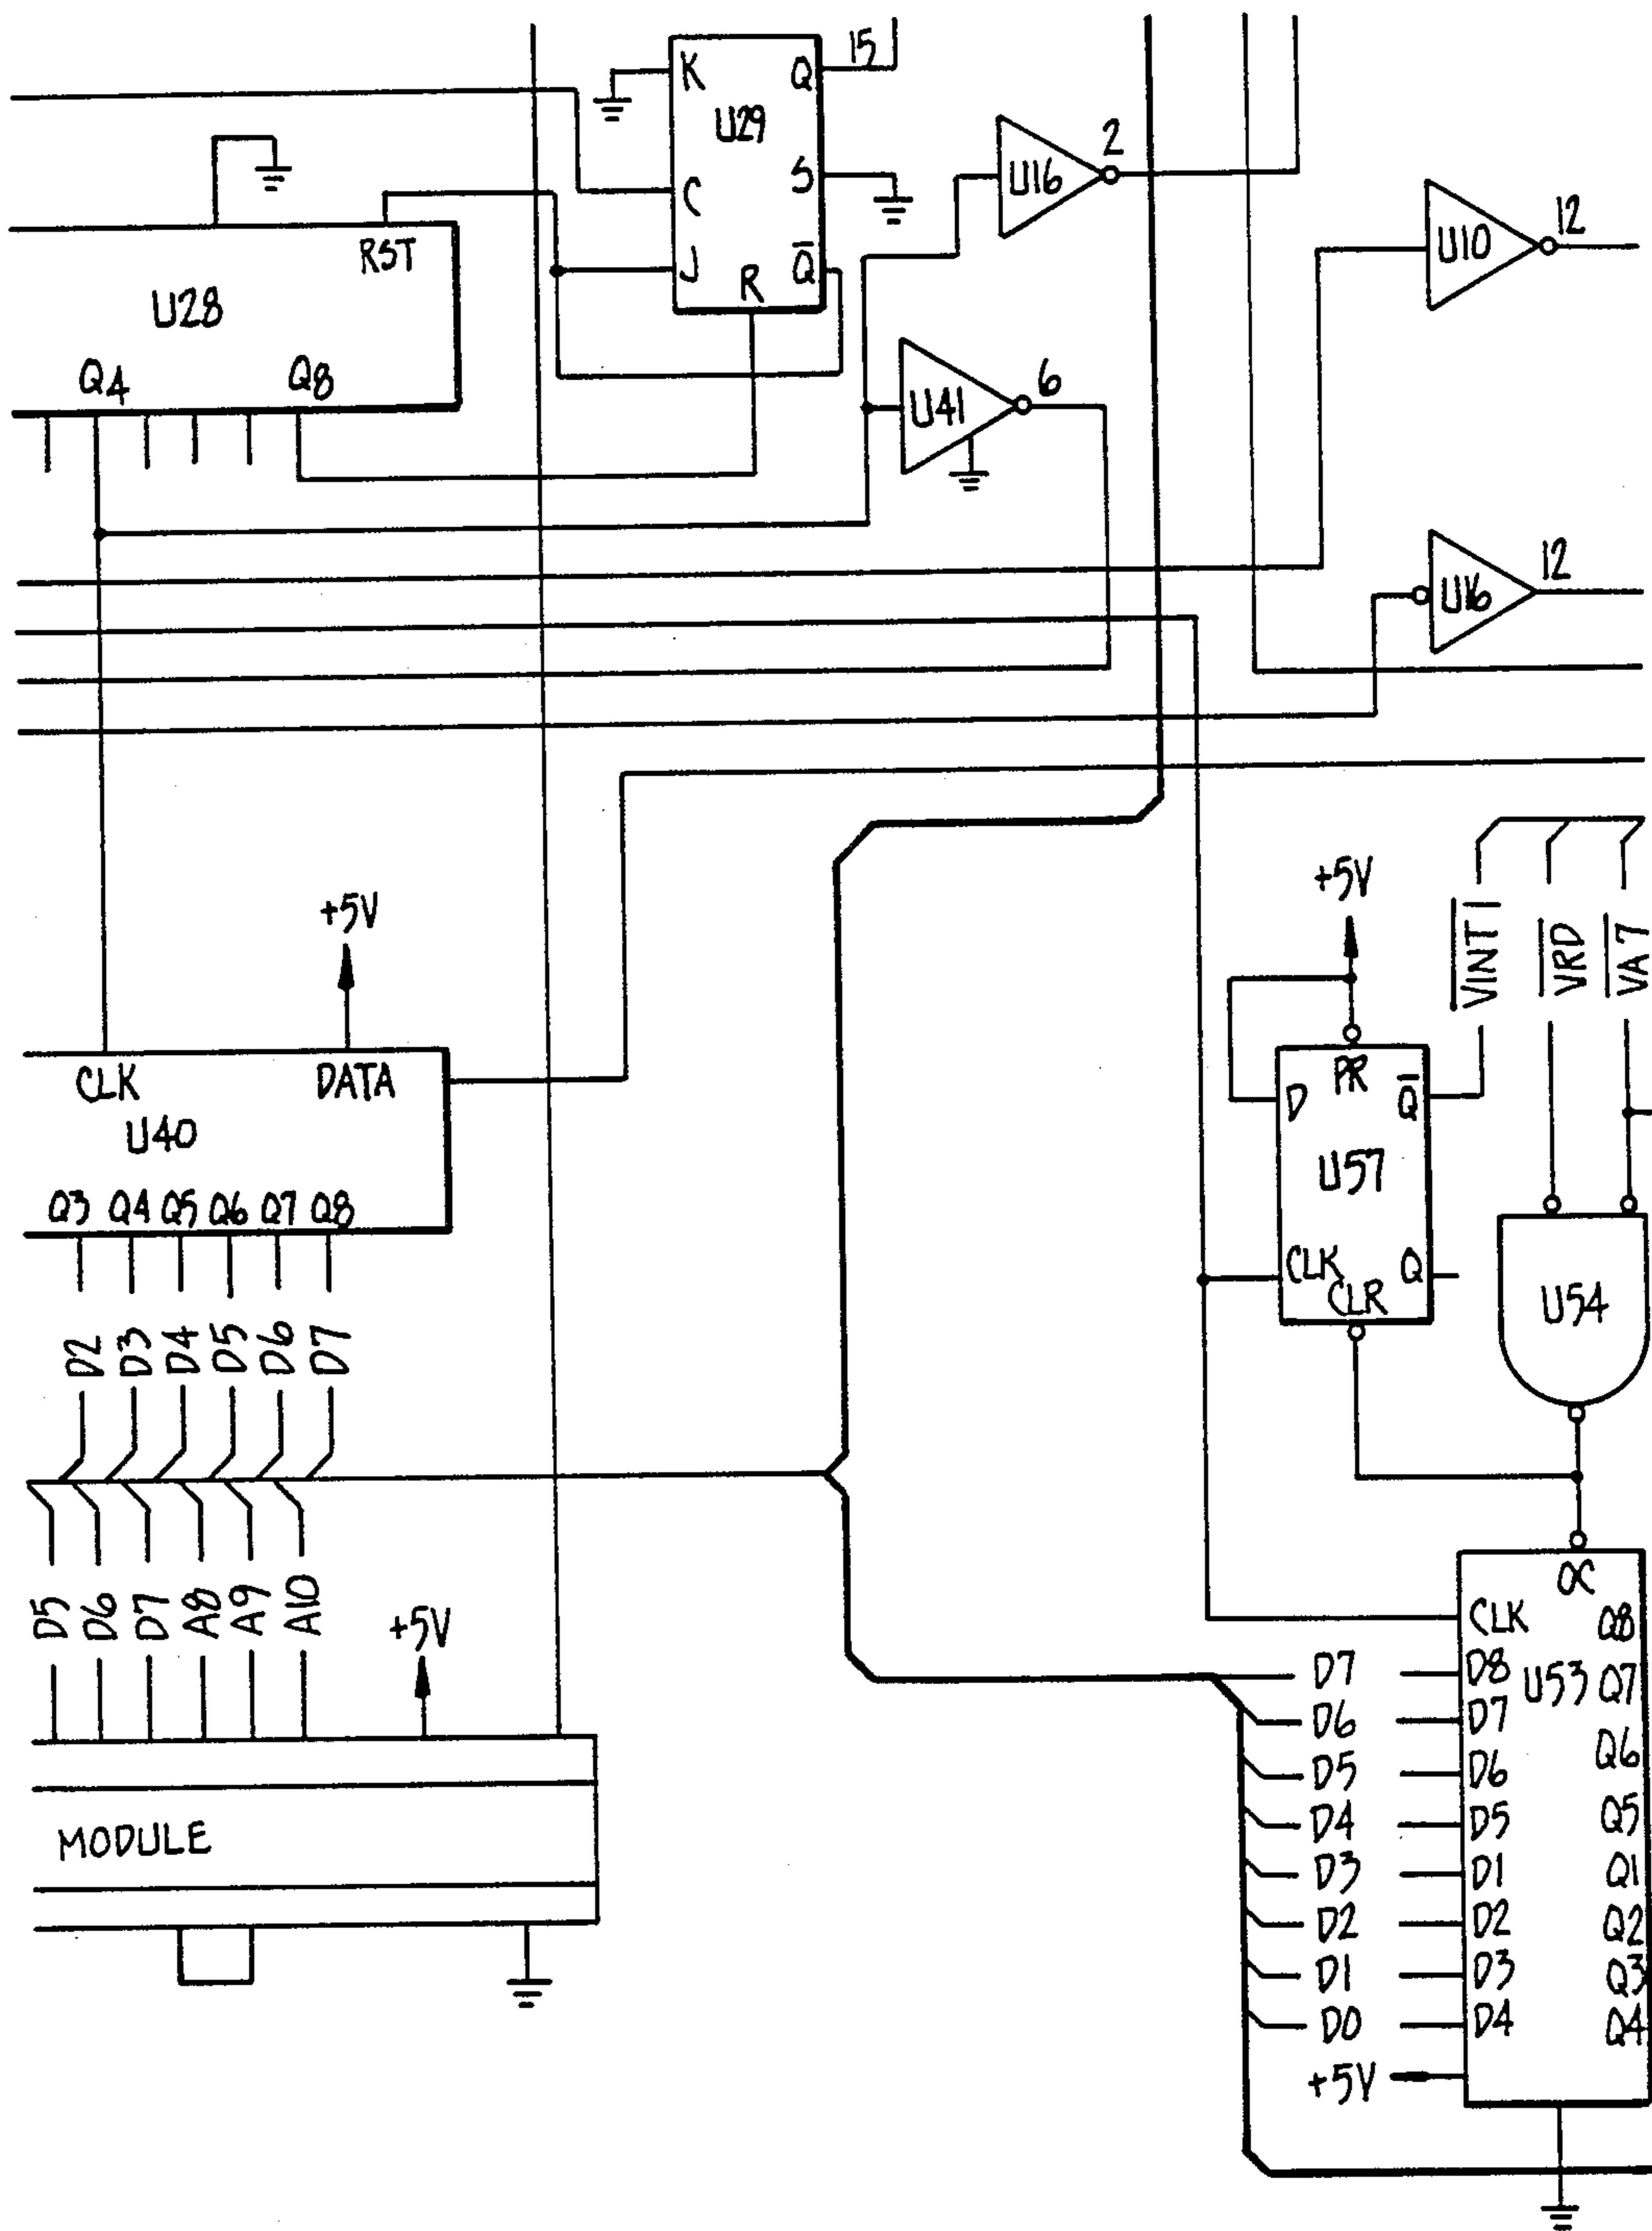 K
Q
15
U29
S
C
J
R
Q
RST
U28
Q4
Q8
U16
2
U41
6
U10
12
U16
12
+5V
CLK
DATA
U40
Q3 Q4 Q5 Q6 Q7 Q8
D2 D3 D4 D5 D6 D7
D5 D6 D7 A8 A9 A10
+5V
MODULE
+5V
VINT1
VRD
VA7
PR
D
Q
U57
CLK
CLR
Q
U54
OC
CLK
Q8
U53
D7
D8
Q7
D6
D7
Q6
D5
D6
D4
D5
Q5
D3
D1
Q1
D2
D2
Q2
D1
D3
Q3
D0
D4
Q4
+5V